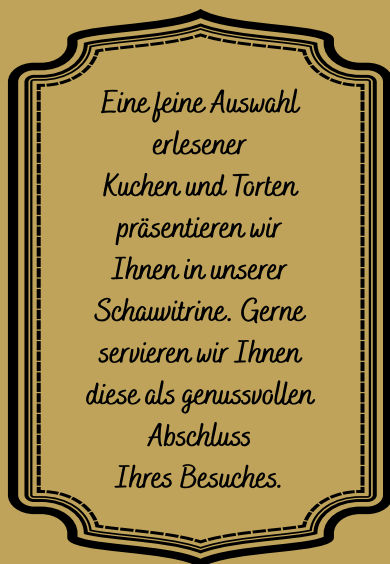 Eine feine Auswahl
erlesener
Kuchen und Torten
präsentieren wir
Ihnen in unserer
Schauvitrine. Gerne
servieren wir Ihnen
diese als genussvollen
Abschluss
Ihres Besuches.